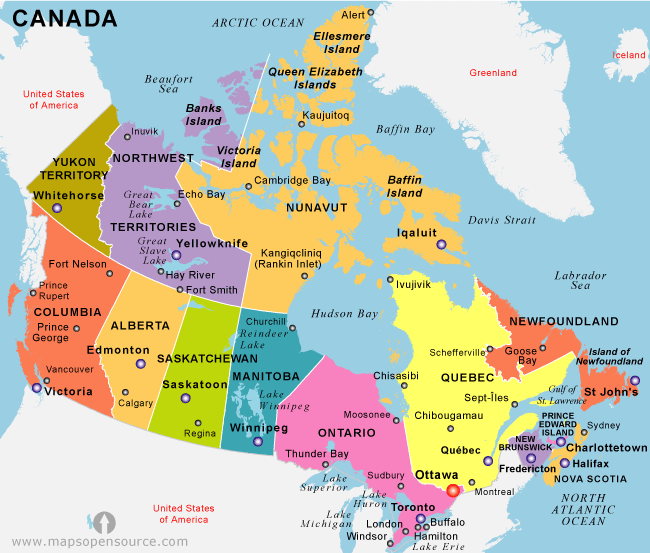 CANADA
ARCTIC OCEAN
Alert
Ellesmere
Island
Iceland
Greenland
Queen Elizabeth
Islands
Beaufort
Sea
United States
of America
Banks
Island
Kaujuitoq
Baffin Bay
Inuvik
Victoria
Island
YUKON
TERRITORY
NORTHWEST
Whitehorse
Echo Bay
Cambridge Bay
Baffin
Island
Great
Bear
Lake
NUNAVUT
Davis Strait
TERRITORIES
Iqaluit
Great
Slave
Lake
Yellowknife
Kangiqcliniq
(Rankin Inlet)
Fort Nelson
Hay River
Fort Smith
Ivujivik
Labrador
Sea
Prince
Rupert
COLUMBIA
Prince
George
ALBERTA
Churchill
Reindeer
Lake
Hudson Bay
NEWFOUNDLAND
Edmonton
SASKATCHEWAN
Schefferville
Goose
Bay
Island of
Newfoundland
Vancouver
Victoria
Saskatoon
MANITOBA
Chisasibi
QUEBEC
St John's
Calgary
Lake
Winnipeg
Sept-Îles
Gulf of
St. Lawrence
Regina
Winnipeg
Moosonee
Chibougamau
PRINCE
EDWARD
ISLAND
Sydney
ONTARIO
NEW
BRUNSWICK
Charlottetown
Thunder Bay
Québec
Fredericton
Halifax
Sudbury
Ottawa
Montreal
NOVA SCOTIA
Lake
Superior
Lake
Huron
Toronto
NORTH
ATLANTIC
OCEAN
United States
of America
Lake
Michigan
London
Buffalo
Windsor
Hamilton
Lake Erie
www.mapsopensource.com